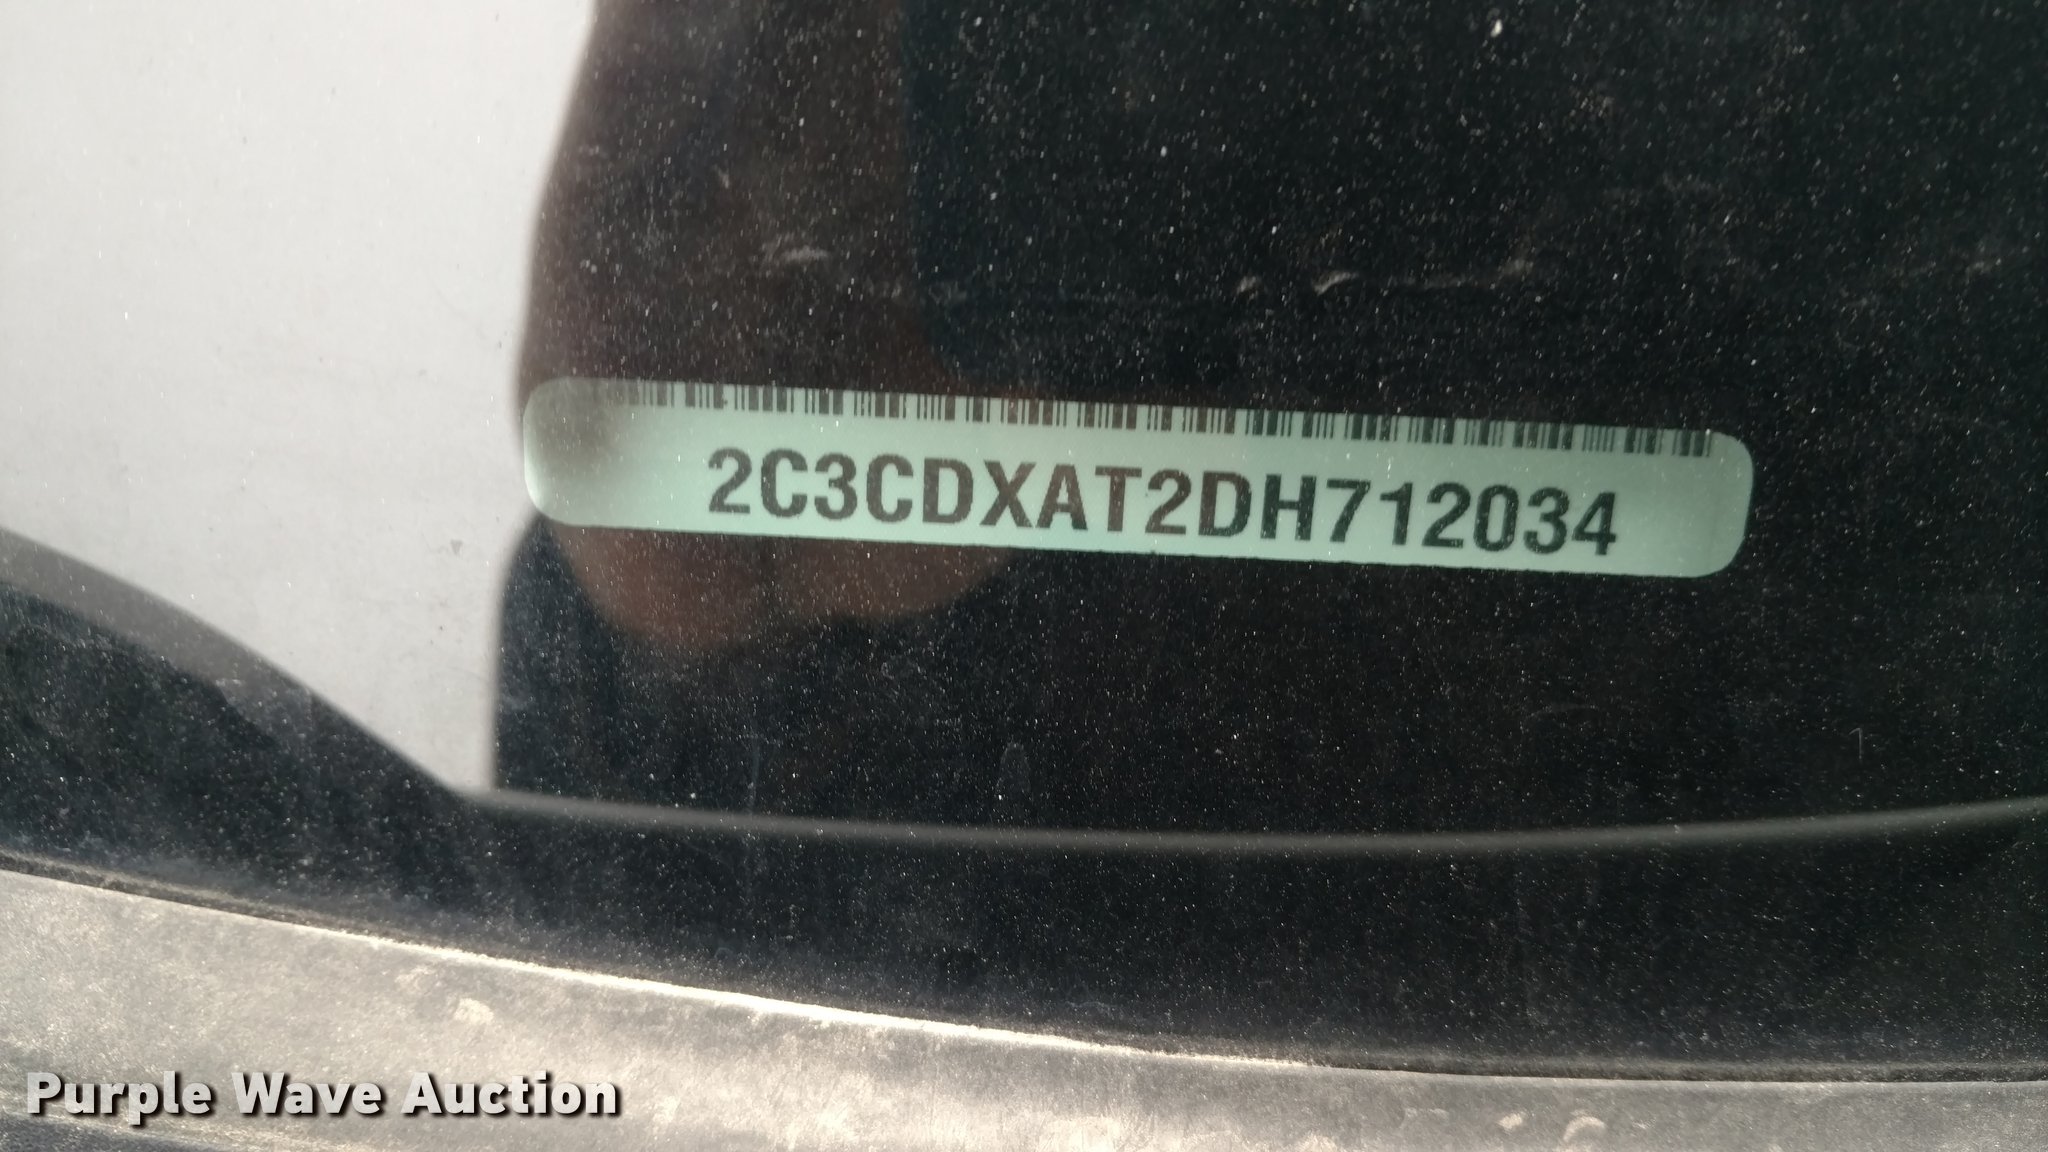 2C3CDXAT2DH712034
Purple Wave Auction